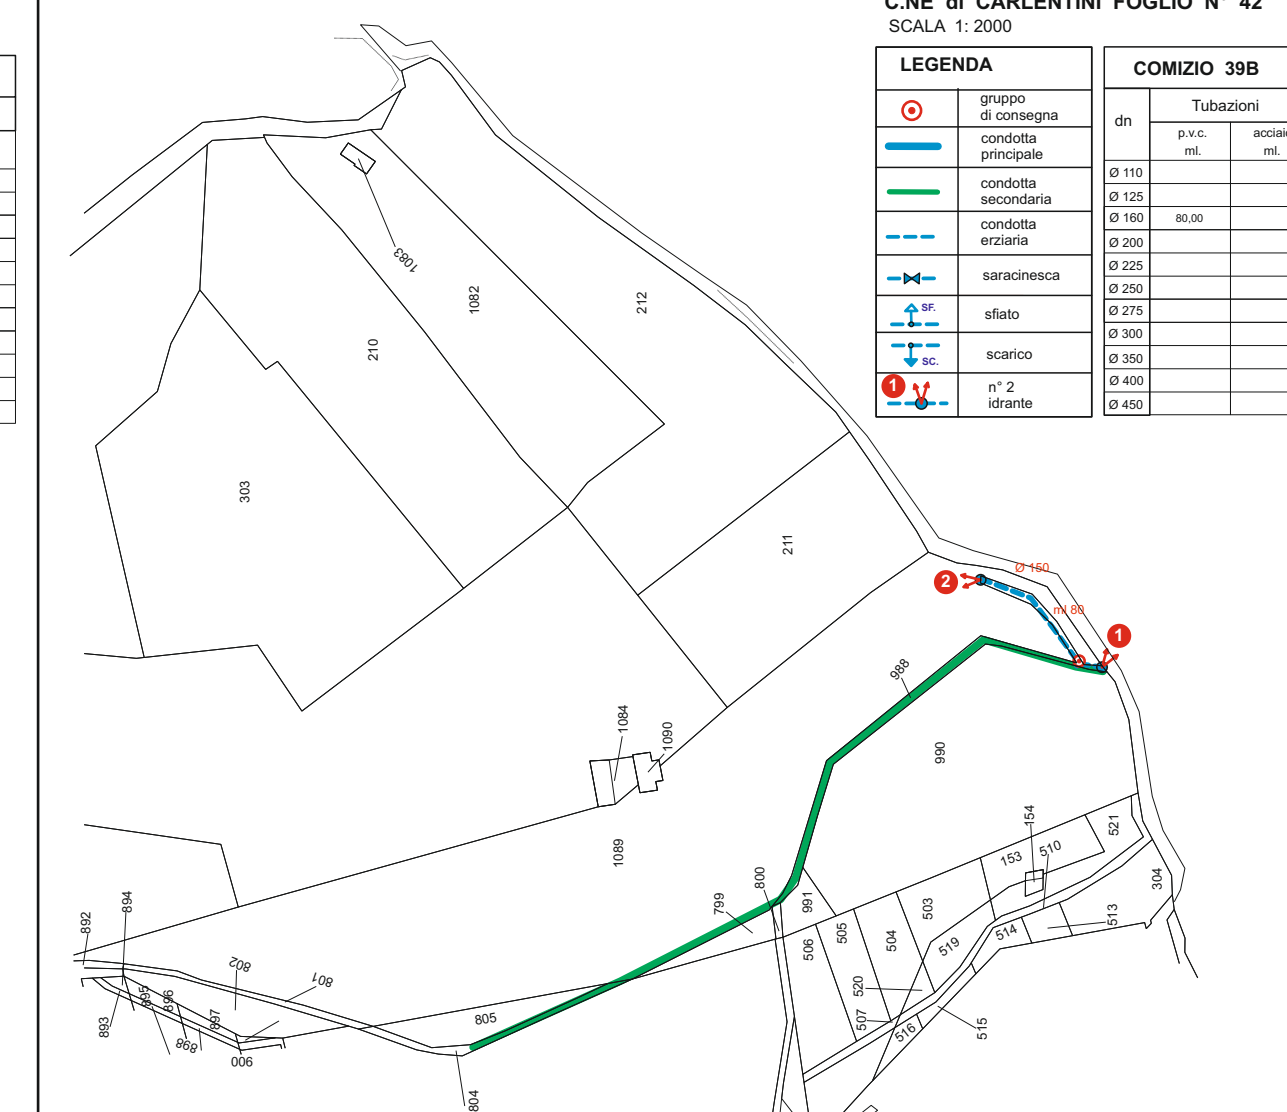 C.NE di CARLENTINI FOGLIO N° 42
SCALA 1: 2000
LEGENDA
gruppo
di consegna
condotta
principale
condotta
secondaria
condotta
erziaria
saracinesca
SF.
sfiato
SC.
scarico
1
n° 2
idrante
COMIZIO 39B
dn
Tubazioni
p.v.c.
ml.
acciaio
ml.
Ø 110
Ø 125
Ø 160 80,00
Ø 200
Ø 225
Ø 250
Ø 275
Ø 300
Ø 350
Ø 400
Ø 450
1083
1082
212
210
303
211
Ø 150
2
ml 80
1
988
990
1084
1090
1089
154
521
153
510
304
800
799
991
503
505
504
506
519
514
513
520
507
516
515
892
894
802
801
895
896
893
897
898
900
805
804